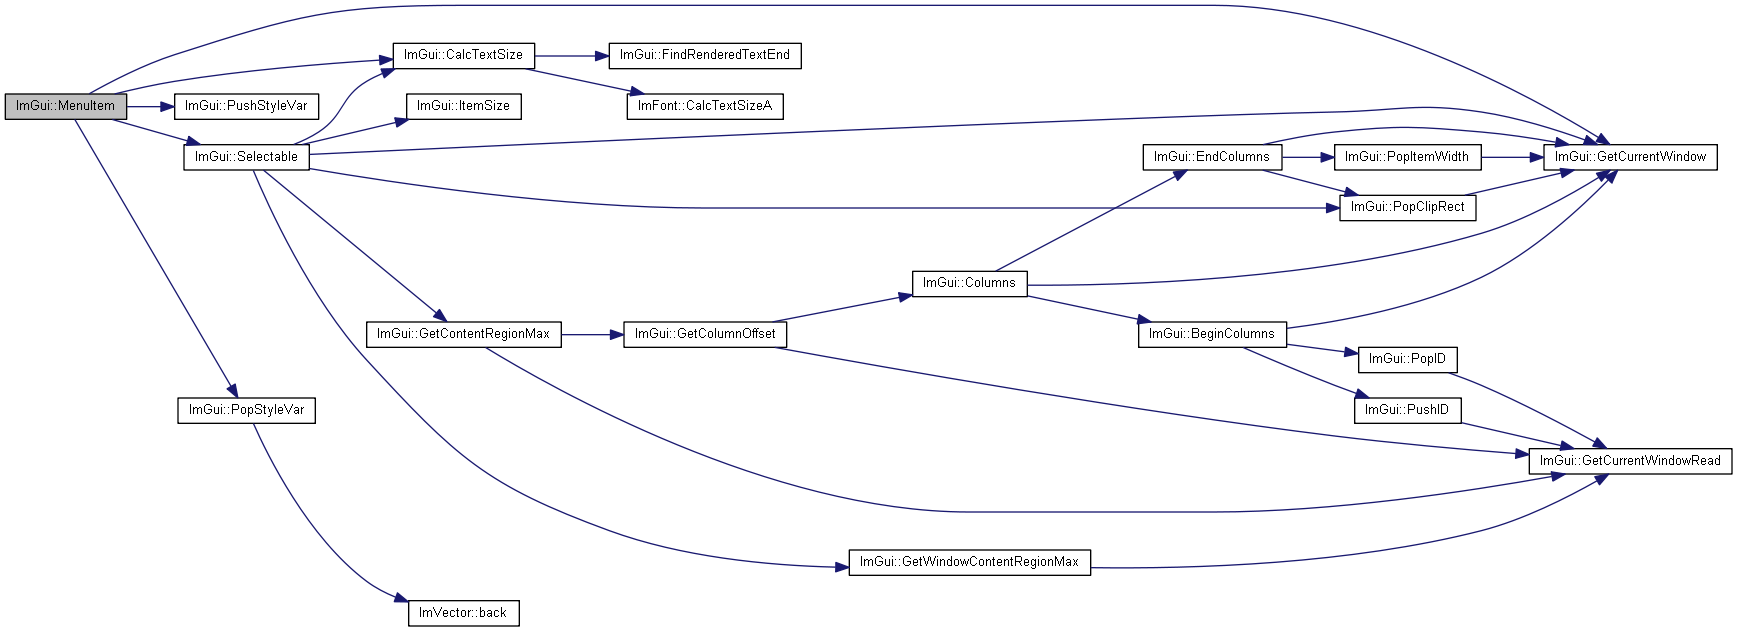 ImGui::CalcTextSize
ImGui::FindRenderedTextEnd
ImGui::MenuItem
ImGui::PushStyleVar
ImGui::ItemSize
ImFont::CalcTextSizeA
ImGui::Selectable
ImGui::EndColumns
ImGui::PopItemWidth
ImGui::GetCurrentWindow
ImGui::PopClipRect
ImGui::Columns
ImGui::GetContentRegionMax
ImGui::GetColumnOffset
ImGui::BeginColumns
ImGui::PopID
ImGui::PopStyleVar
ImGui::PushID
ImGui::GetCurrentWindowRead
ImGui::GetWindowContentRegionMax
ImVector::back